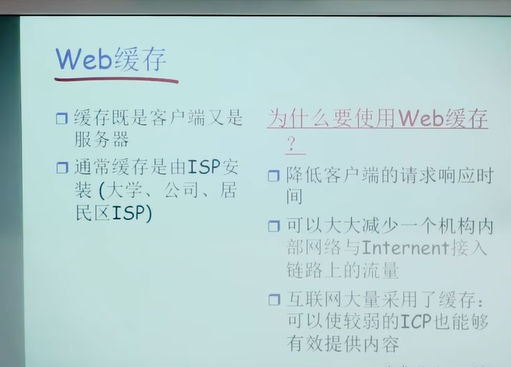 Web缓存
缓存既是客户端又是
服务器
通常缓存是由ISP安
装 (大学、公司、居
民区ISP)
为什么要使用Web缓存
？
降低客户端的请求响应时
间
可以大大减少一个机构内
部网络与Internent接入
链路上的流量
互联网大量采用了缓存：
可以使较弱的ICP也能够
有效提供内容